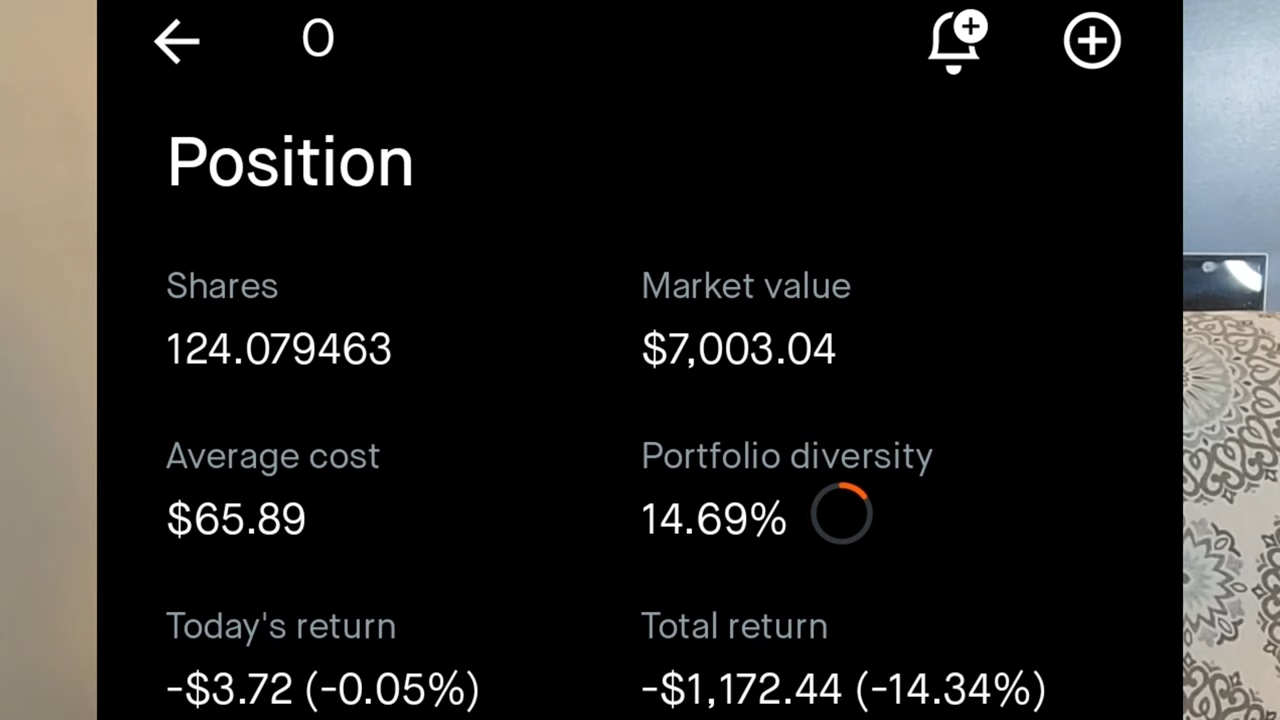 O
Position
Shares
Market value
124.079463
$7,003.04
Average cost
Portfolio diversity
$65.89
14.69%
Today's return
Total return
-$3.72 (-0.05%)
-$1,172.44 (-14.34%)